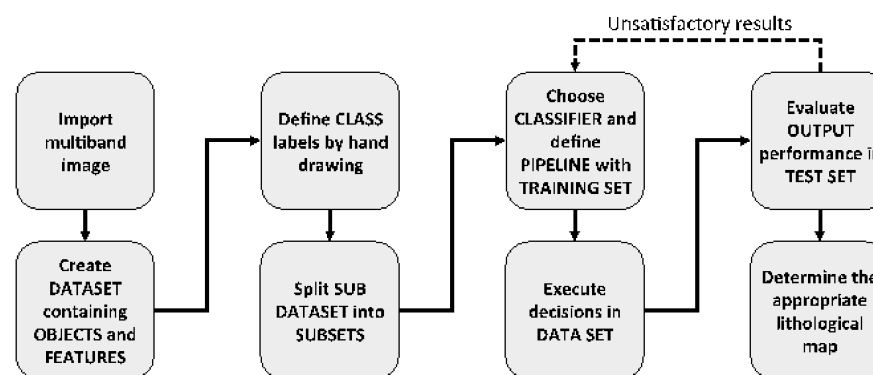 Unsatisfactory results
Import
multiband
image
Create
DATASET
containing
OBJECTS and
FEATURES
Define CLASS
labels by hand
drawing
Split SUB
DATASET into
SUBSETS
Choose
CLASSIFIER and
define
PIPELINE with
TRAINING SET
Execute
decisions in
DATA SET
Evaluate
OUTPUT
performance in
TEST SET
Determine the
appropriate
lithological
map